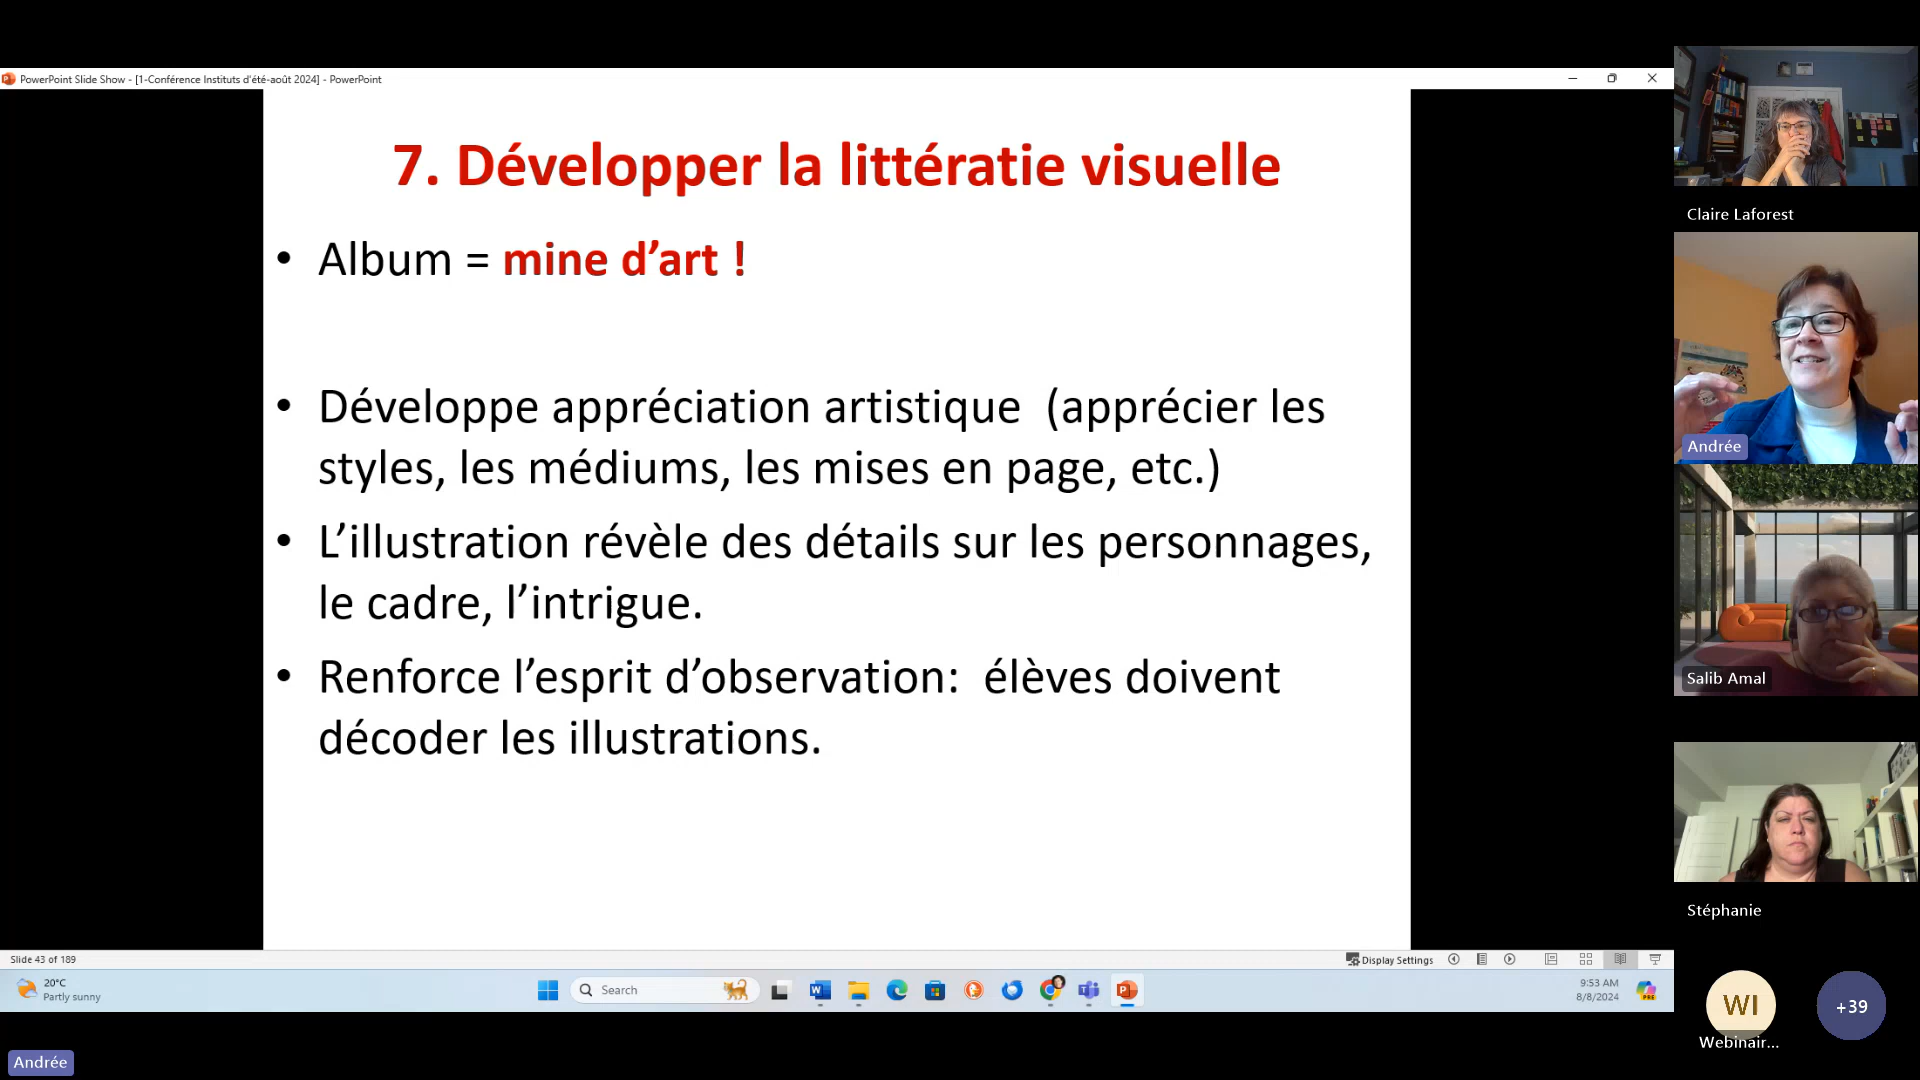 PowerPoint Slide Show - [1-Conférence Instituts d'été-août 2024] - PowerPoint
7. Développer la littératie visuelle
• Album = mine d’art !
• Développe appréciation artistique  (apprécier les
styles, les médiums, les mises en page, etc.)
• L’illustration révèle des détails sur les personnages,
le cadre, l’intrigue.
• Renforce l’esprit d’observation:  élèves doivent
décoder les illustrations.
Slide 43 of 189
Display Settings
20°C
Partly sunny
Search
9:53 AM
8/8/2024
PRE
Andrée
Claire Laforest
Andrée
Salib Amal
Stéphanie
WI
Webinair...
+39